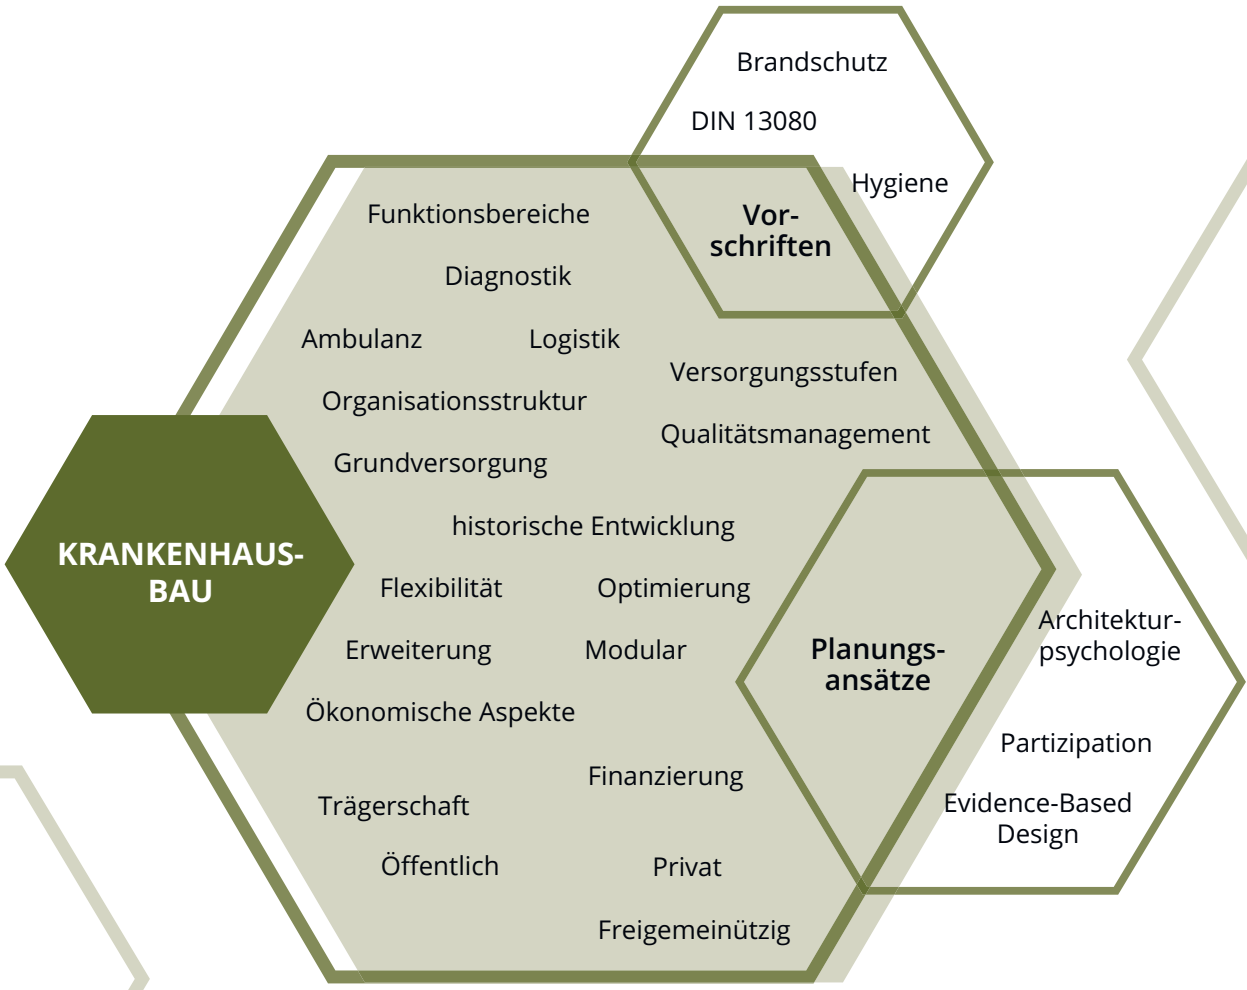 Brandschutz
DIN 13080
Hygiene
Vor-
schriften
Funktionsbereiche
Diagnostik
Ambulanz
Logistik
Versorgungsstufen
Organisationsstruktur
Qualitätsmanagement
Grundversorgung
historische Entwicklung
KRANKENHAUS-
BAU
Flexibilität
Optimierung
Erweiterung
Modular
Ökonomische Aspekte
Planungs-
ansätze
Architektur-
psychologie
Partizipation
Evidence-Based
Design
Finanzierung
Trägerschaft
Öffentlich
Privat
Freigemeinützig